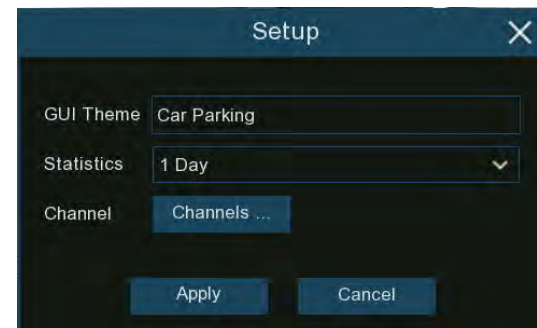 Setup
GUI Theme Car Parking
Statistics 1 Day
Channel Channels ...
Apply Cancel